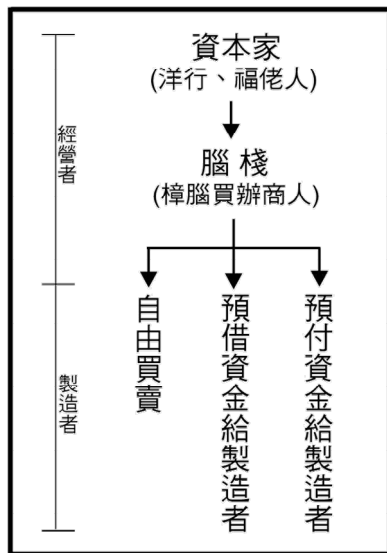 資本家
(洋行、福佬人)
腦棧
(樟腦買辦商人)
經營者
製造者
自由買賣
預借資金給製造者
預付資金給製造者